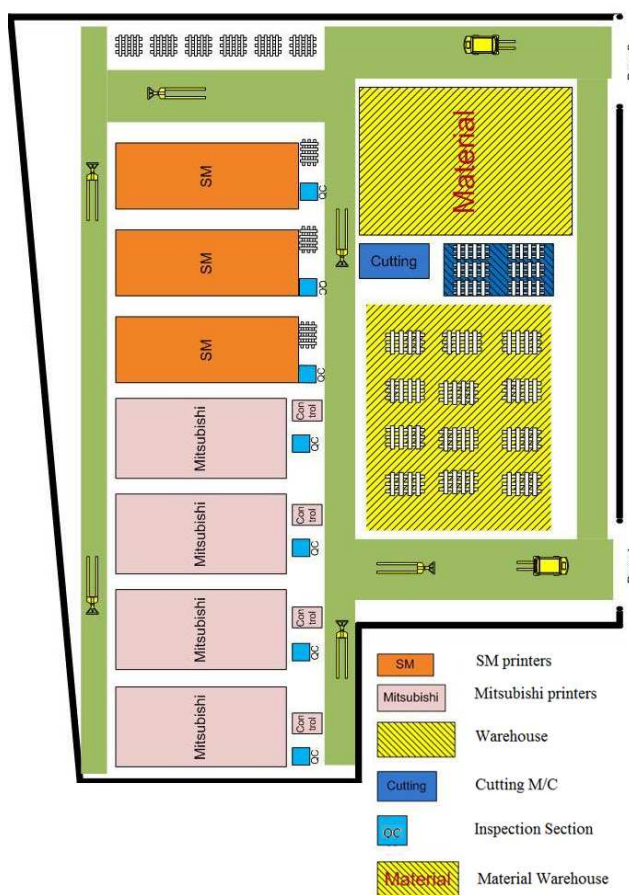 Material
SM
QC
Cutting
SM
QC
SM
QC
Mitsubishi
Con
trol
QC
Mitsubishi
Con
trol
QC
Mitsubishi
Con
trol
QC
Mitsubishi
Con
trol
QC
SM
SM printers
Mitsubishi
Mitsubishi printers
Warehouse
Cutting
Cutting M/C
QC
Inspection Section
Material
Material Warehouse